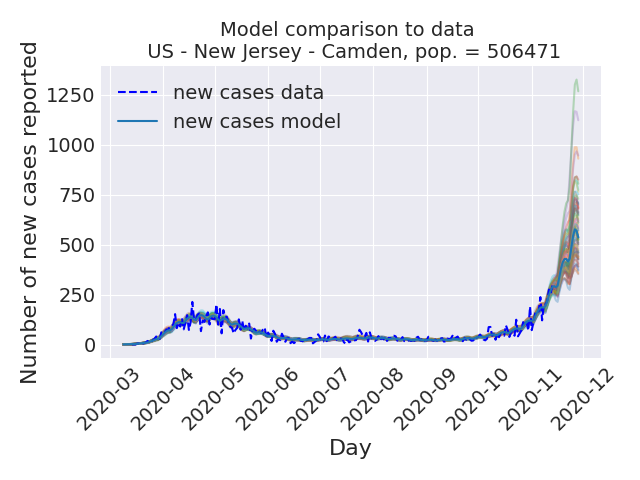 Model comparison to data
US - New Jersey - Camden, pop. = 506471
Number of new cases reported
1250
1000
750
500
250
0
new cases data
new cases model
2020-03
2020-04
2020-05
2020-06
2020-07
2020-08
2020-09
2020-10
2020-11
2020-12
Day